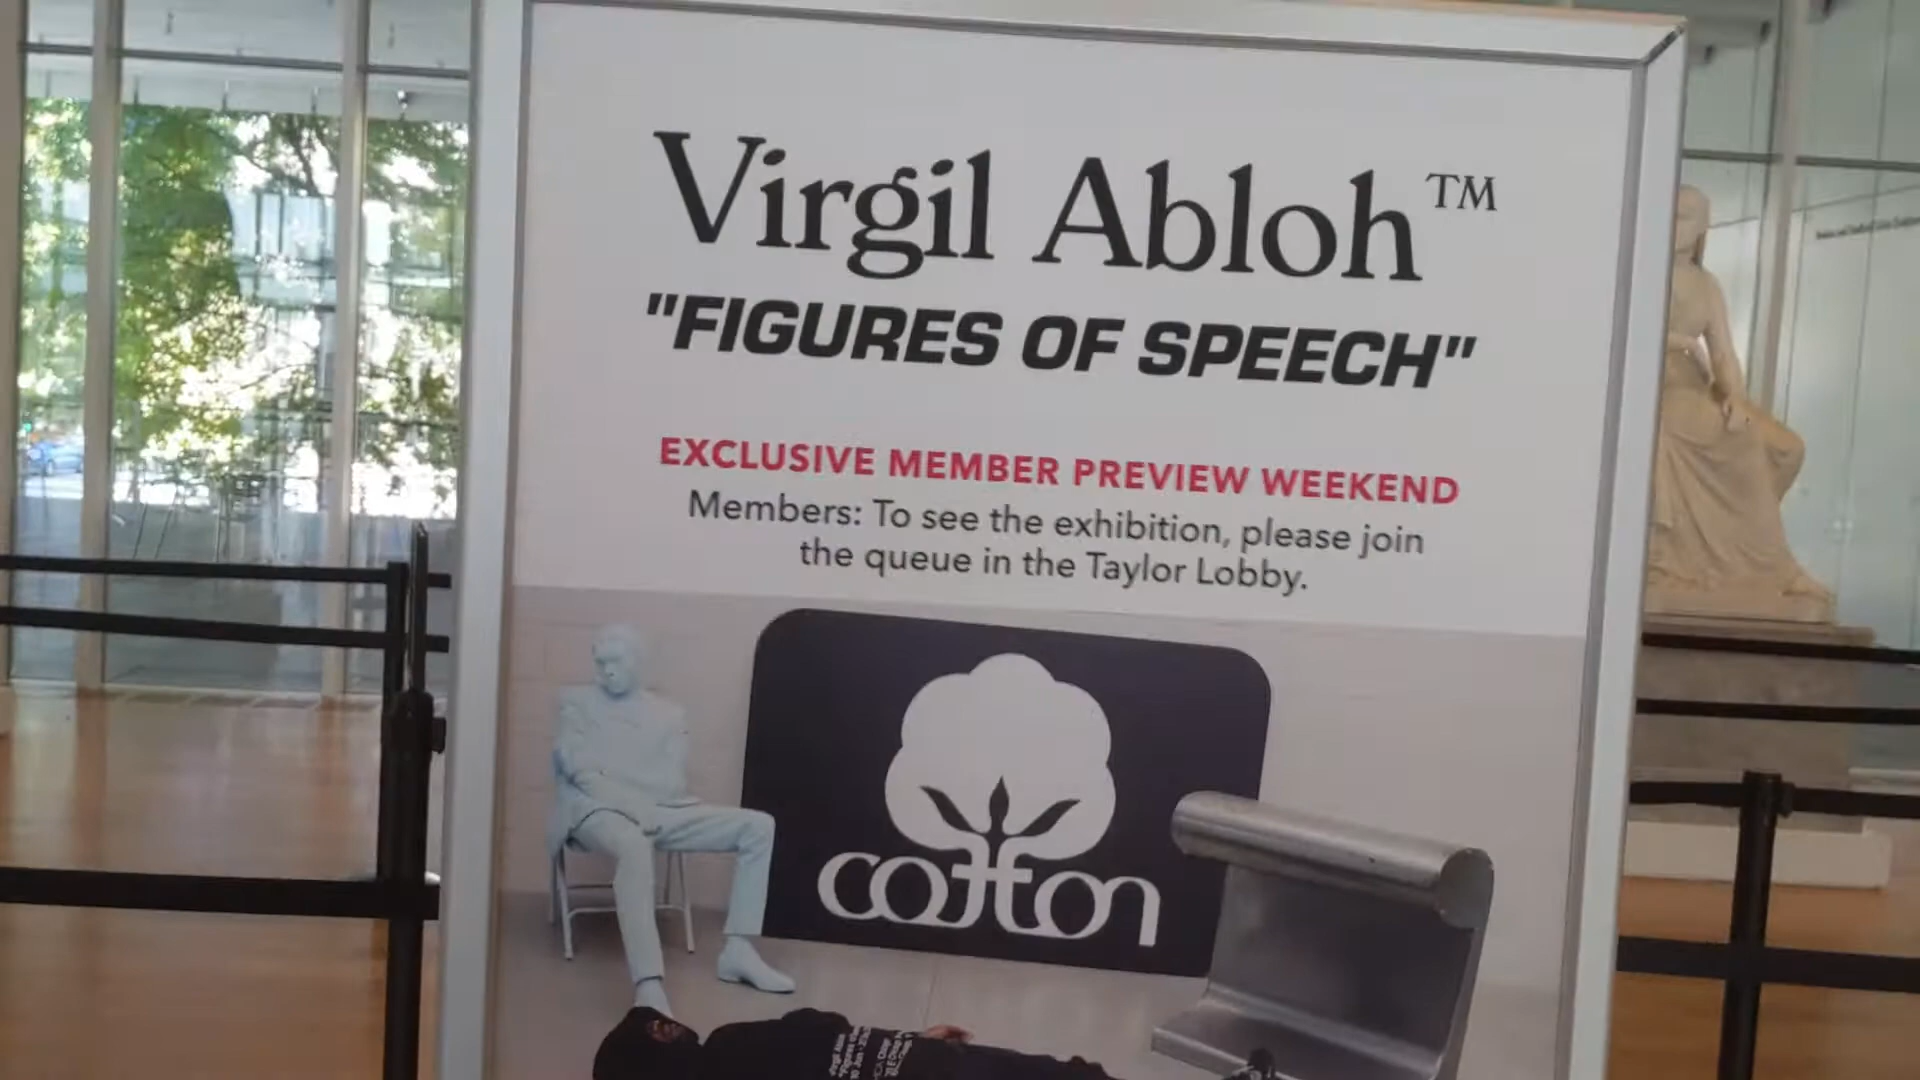 Virgil Abloh™
"FIGURES OF SPEECH"
EXCLUSIVE MEMBER PREVIEW WEEKEND
Members: To see the exhibition, please join
the queue in the Taylor Lobby.
cotton